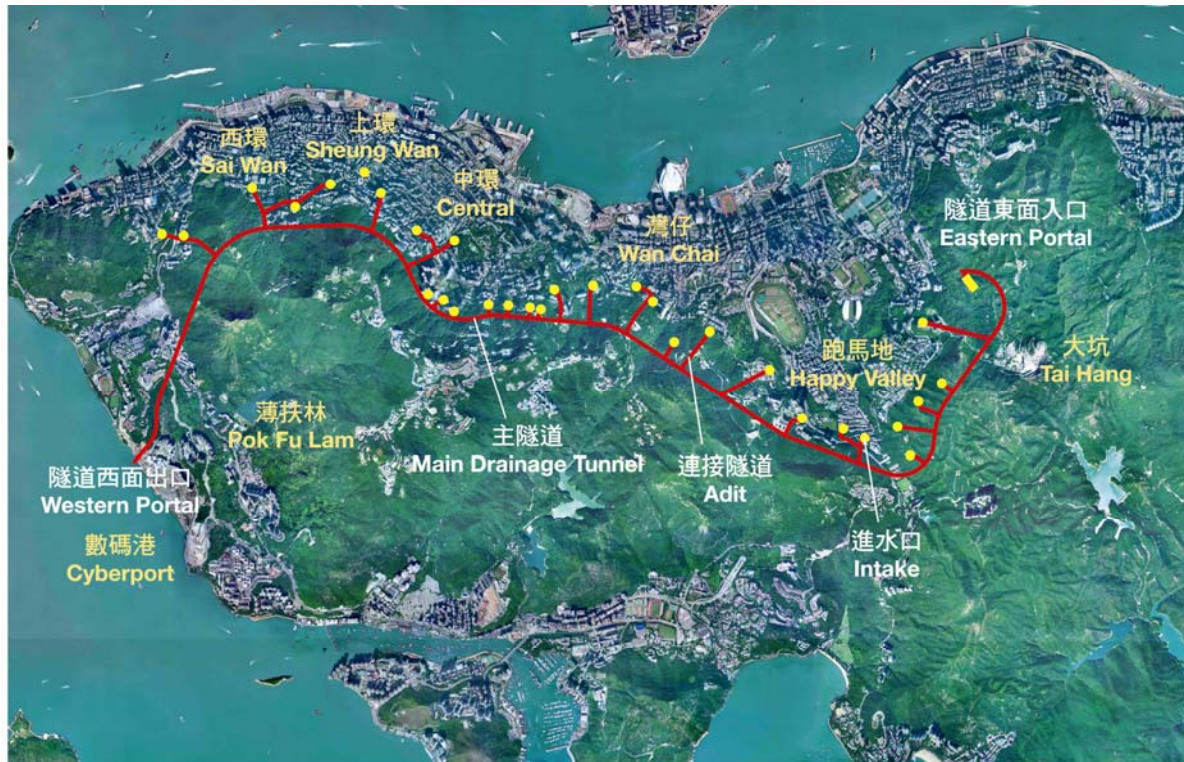 西環
Sai Wan
上環
Sheung Wan
中環
Central
灣仔
Wan Chai
隧道東面入口
Eastern Portal
跑馬地
Happy Valley
大坑
Tai Hang
薄扶林
Pok Fu Lam
主隧道
Main Drainage Tunnel
連接隧道
Adit
隧道西面出口
Western Portal
進水口
Intake
數碼港
Cyberport